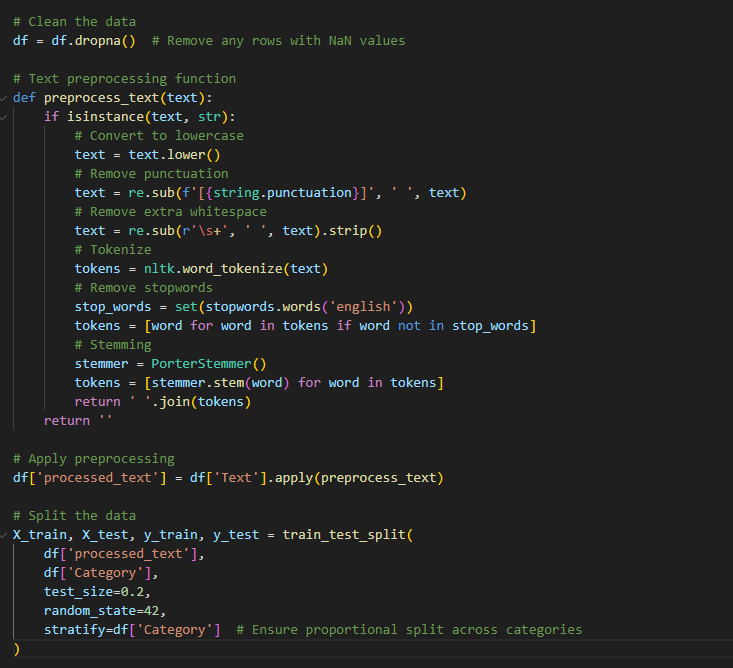 # Clean the data
df = df.dropna()  # Remove any rows with NaN values

# Text preprocessing function
def preprocess_text(text):
    if isinstance(text, str):
        # Convert to lowercase
        text = text.lower()
        # Remove punctuation
        text = re.sub(f'[{string.punctuation}]', ' ', text)
        # Remove extra whitespace
        text = re.sub(r'\s+', ' ', text).strip()
        # Tokenize
        tokens = nltk.word_tokenize(text)
        # Remove stopwords
        stop_words = set(stopwords.words('english'))
        tokens = [word for word in tokens if word not in stop_words]
        # Stemming
        stemmer = PorterStemmer()
        tokens = [stemmer.stem(word) for word in tokens]
        return ' '.join(tokens)
    return ''

# Apply preprocessing
df['processed_text'] = df['Text'].apply(preprocess_text)

# Split the data
X_train, X_test, y_train, y_test = train_test_split(
    df['processed_text'],
    df['Category'],
    test_size=0.2,
    random_state=42,
    stratify=df['Category']  # Ensure proportional split across categories
)